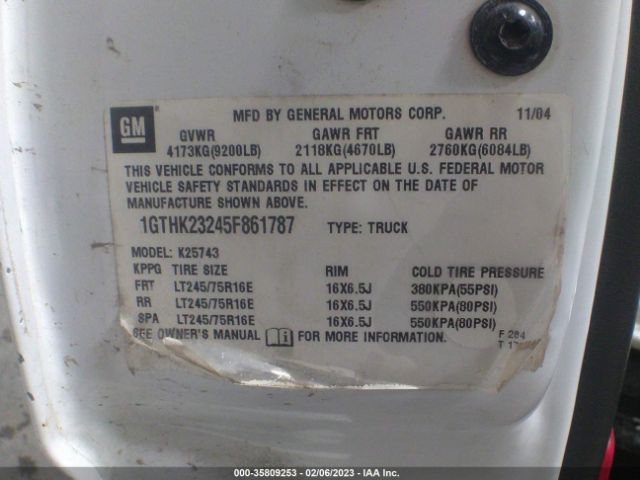 GM
MFD BY GENERAL MOTORS CORP. 11/04
GVWR GAWR FRT GAWR RR
4173KG(9200LB) 2118KG(4670LB) 2760KG(6084LB)
THIS VEHICLE CONFORMS TO ALL APPLICABLE U.S. FEDERAL MOTOR
VEHICLE SAFETY STANDARDS IN EFFECT ON THE DATE OF
MANUFACTURE SHOWN ABOVE.
1GTHK23245F861787 TYPE: TRUCK
MODEL: K25743
KPPG TIRE SIZE RIM COLD TIRE PRESSURE
FRT LT245/75R16E 16X6.5J 380KPA(55PSI)
RR LT245/75R16E 16X6.5J 550KPA(80PSI)
SPA LT245/75R16E 16X6.5J 550KPA(80PSI)
SEE OWNER'S MANUAL FOR MORE INFORMATION.
F 284
T
000-35809253 - 02/06/2023 - IAA Inc.